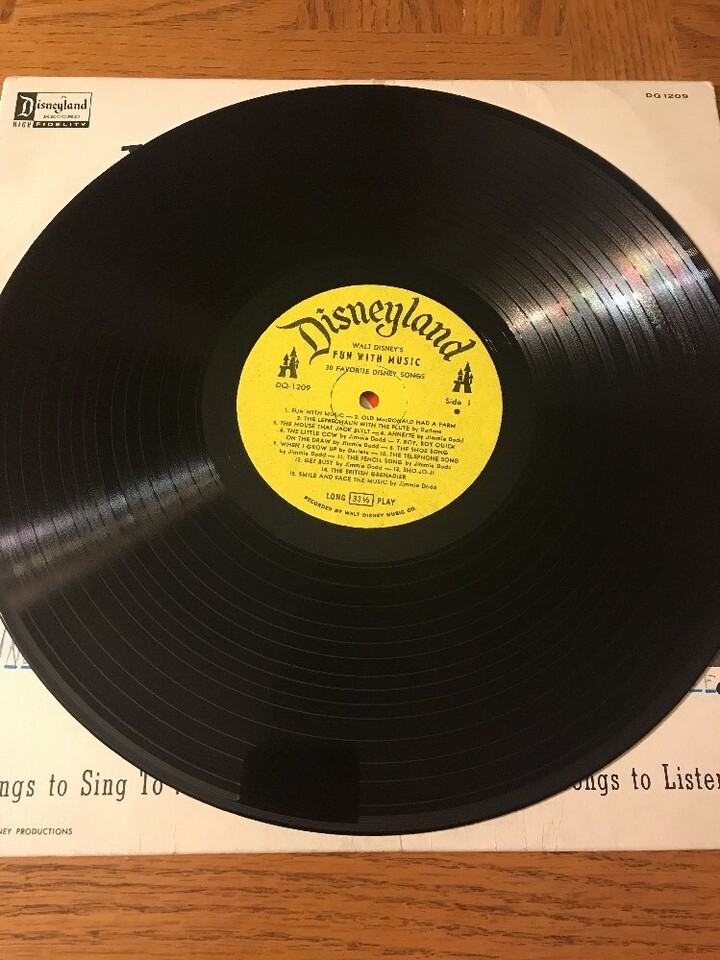 Disneyland
RECORD
HIGH FIDELITY
DQ 1209
Disneyland
WALT DISNEY'S
FUN WITH MUSIC
30 FAVORITE DISNEY SONGS
DQ-1209
Side 1
1. FUN WITH MUSIC — 2. OLD MacDONALD HAD A FARM
3. THE LEPRECHAUN WITH THE FLUTE by Darlene
4. THE HOUSE THAT JACK BUILT — 5. ANNETTE by Jimmie Dodd
6. THE LITTLE COW by Jimmie Dodd — 7. ROY, ROY QUICK
ON THE DRAW by Jimmie Dodd — 8. THE SHOE SONG
9. WHEN I GROW UP by Darlene — 10. THE TELEPHONE SONG
by Jimmie Dodd — 11. THE PENCIL SONG by Jimmie Dodd
12. GET BUSY by Jimmie Dodd — 13. SHO-JO-JI
14. THE BRITISH GRENADIER
15. SMILE AND FACE THE MUSIC by Jimmie Dodd
LONG 33⅓ PLAY
RECORDED BY WALT DISNEY MUSIC CO.
ngs to Sing To
ongs to Listen
NEY PRODUCTIONS